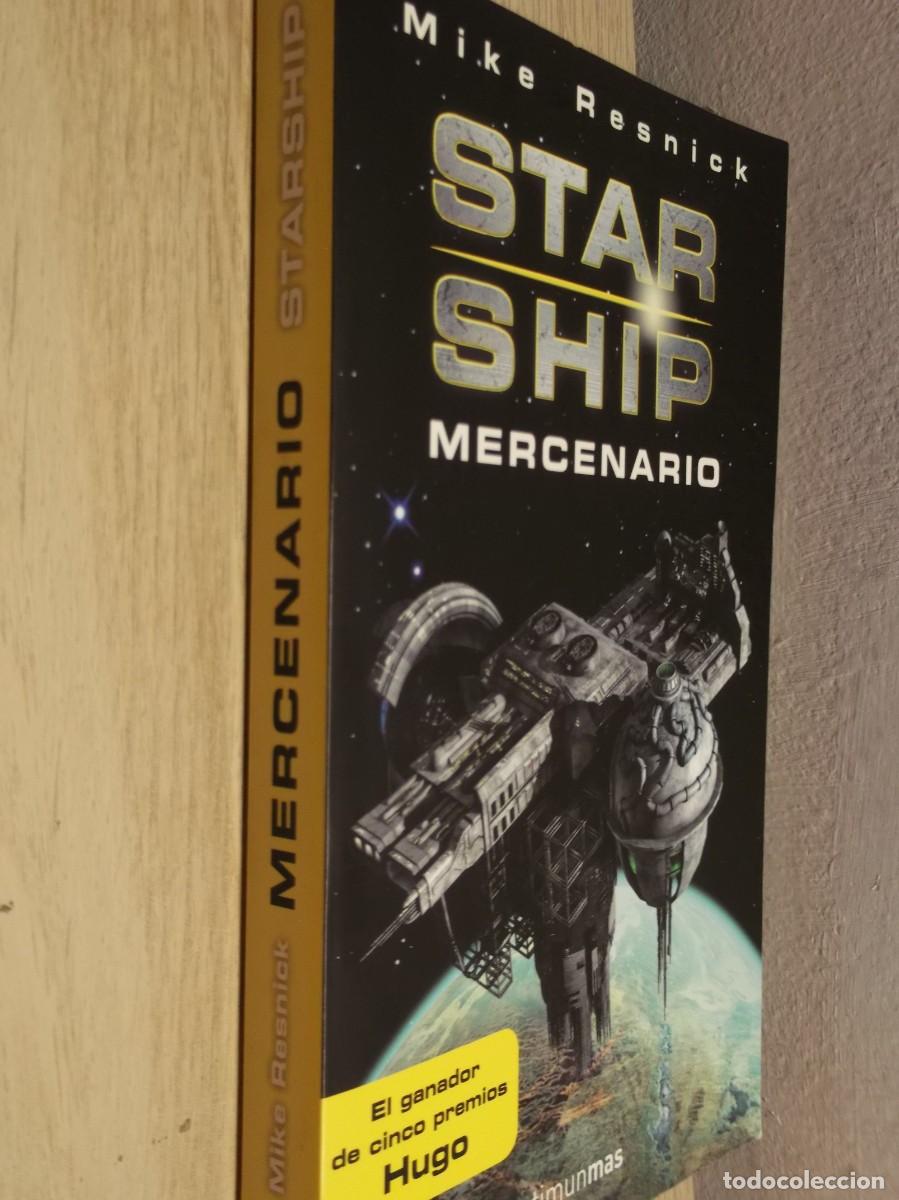 Mike Resnick
STAR
SHIP
MERCENARIO
El ganador
de cinco premios
Hugo
timunmas
Mike Resnick MERCENARIO STARSHIP
todocoleccion